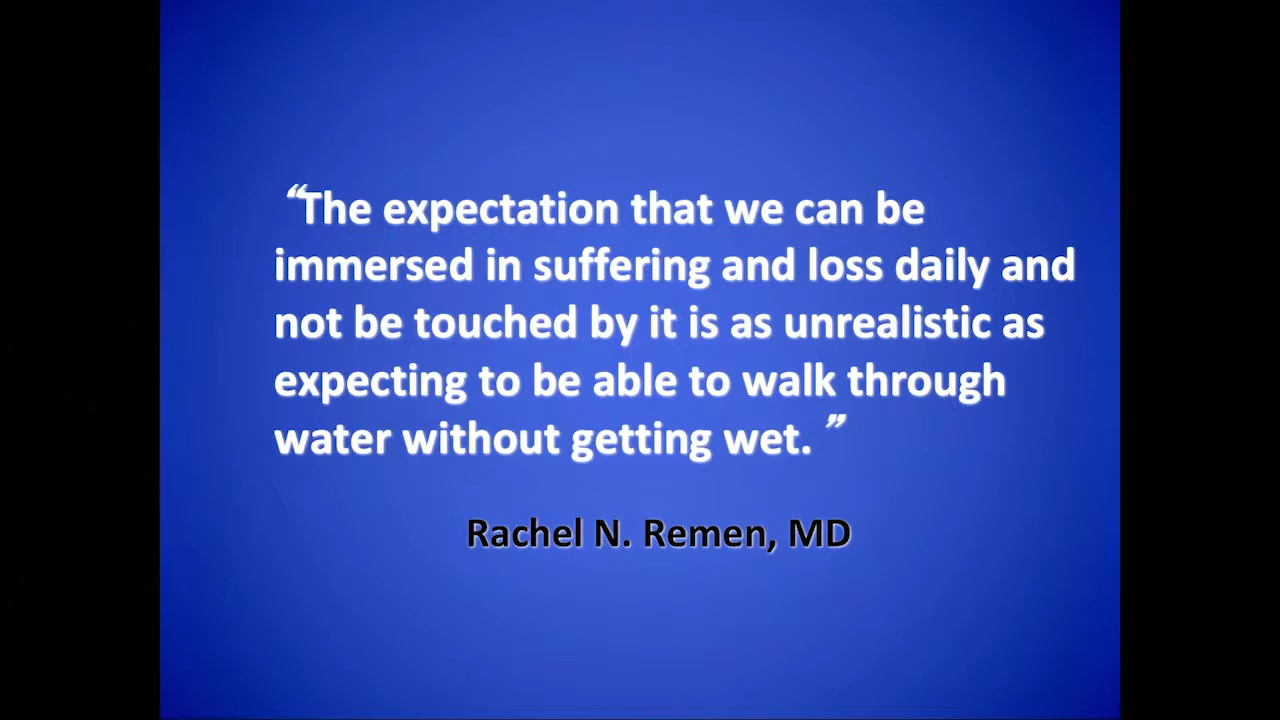 “The expectation that we can be
immersed in suffering and loss daily and
not be touched by it is as unrealistic as
expecting to be able to walk through
water without getting wet. ”
Rachel N. Remen, MD